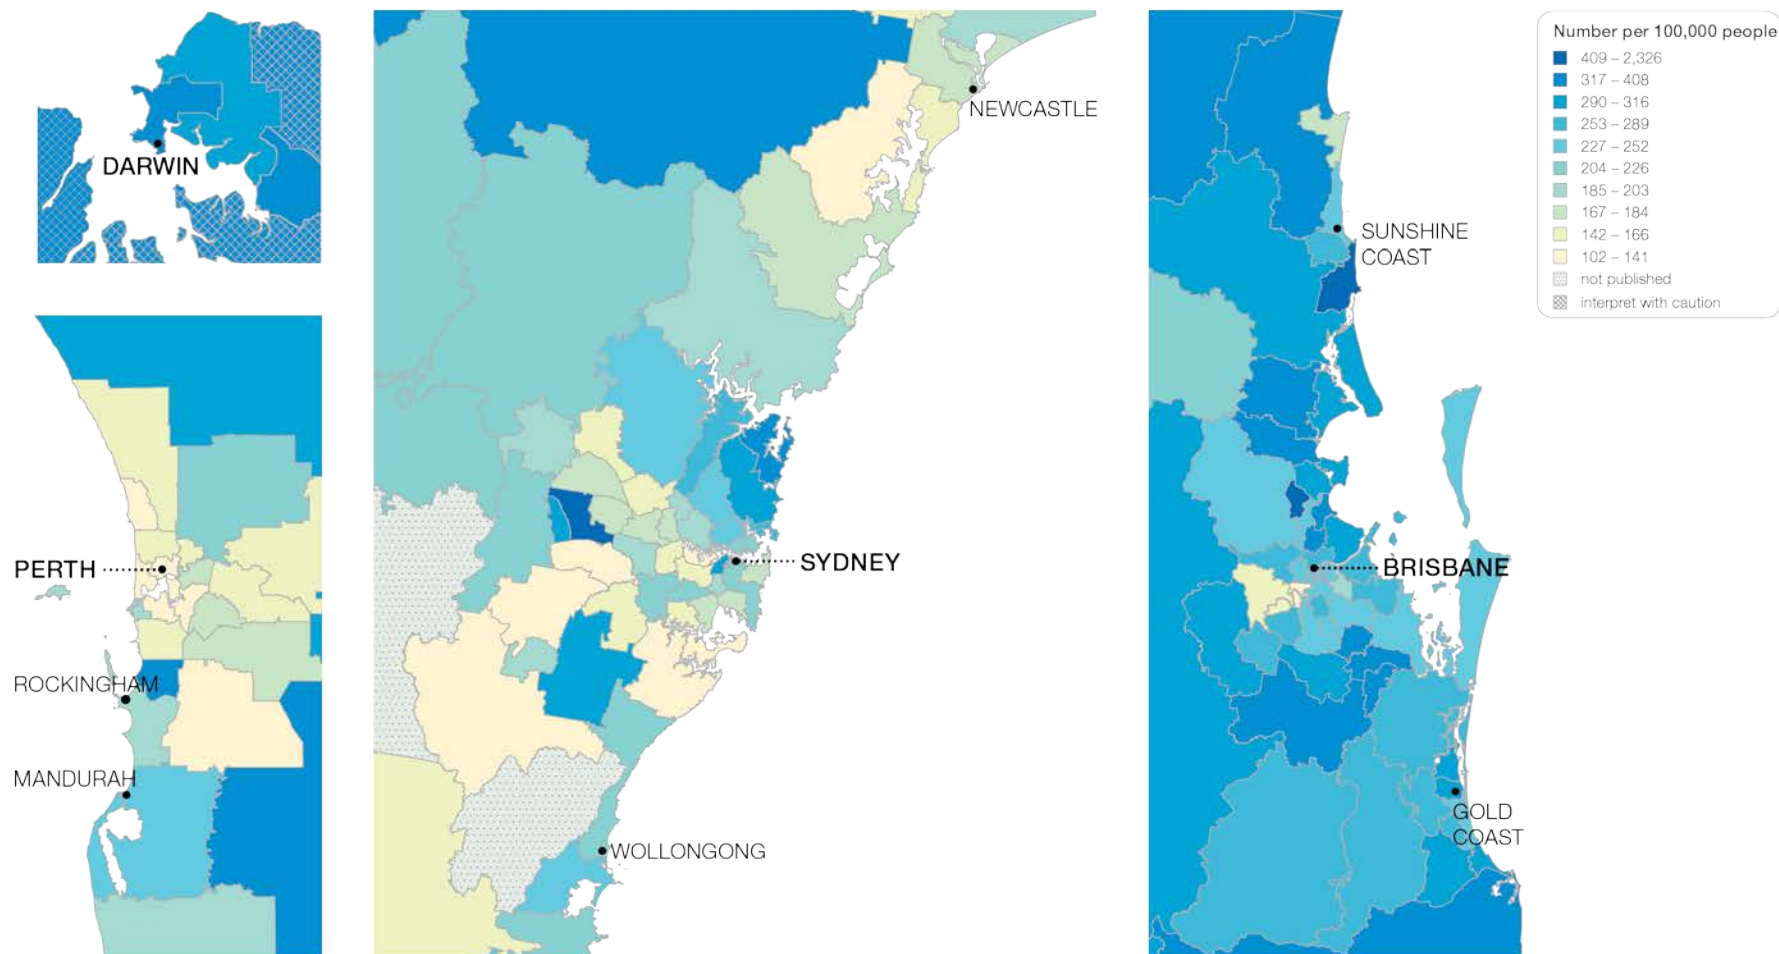 DARWIN
PERTH
ROCKINGHAM
MANDURAH
NEWCASTLE
SYDNEY
WOLLONGONG
SUNSHINE
COAST
BRISBANE
GOLD
COAST
Number per 100,000 people
409 – 2,326
317 – 408
290 – 316
253 – 289
227 – 252
204 – 226
185 – 203
167 – 184
142 – 166
102 – 141
not published
interpret with caution